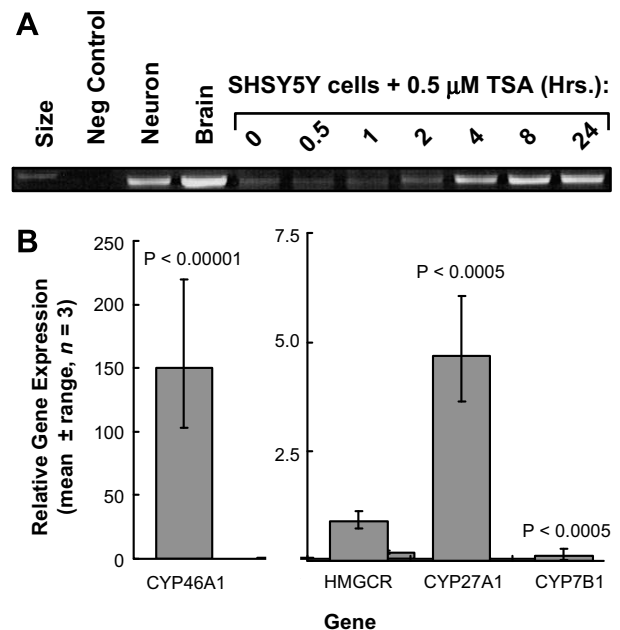 A
Size
Neg Control
Neuron
Brain
SHSY5Y cells + 0.5 μM TSA (Hrs.):
0 0.5 1 2 4 8 24
B
Relative Gene Expression
(mean ± range, n = 3)
250
200
150
100
50
0
P < 0.00001
CYP46A1
7.5
5.0
2.5
P < 0.0005
P < 0.0005
HMGCR CYP27A1 CYP7B1
Gene